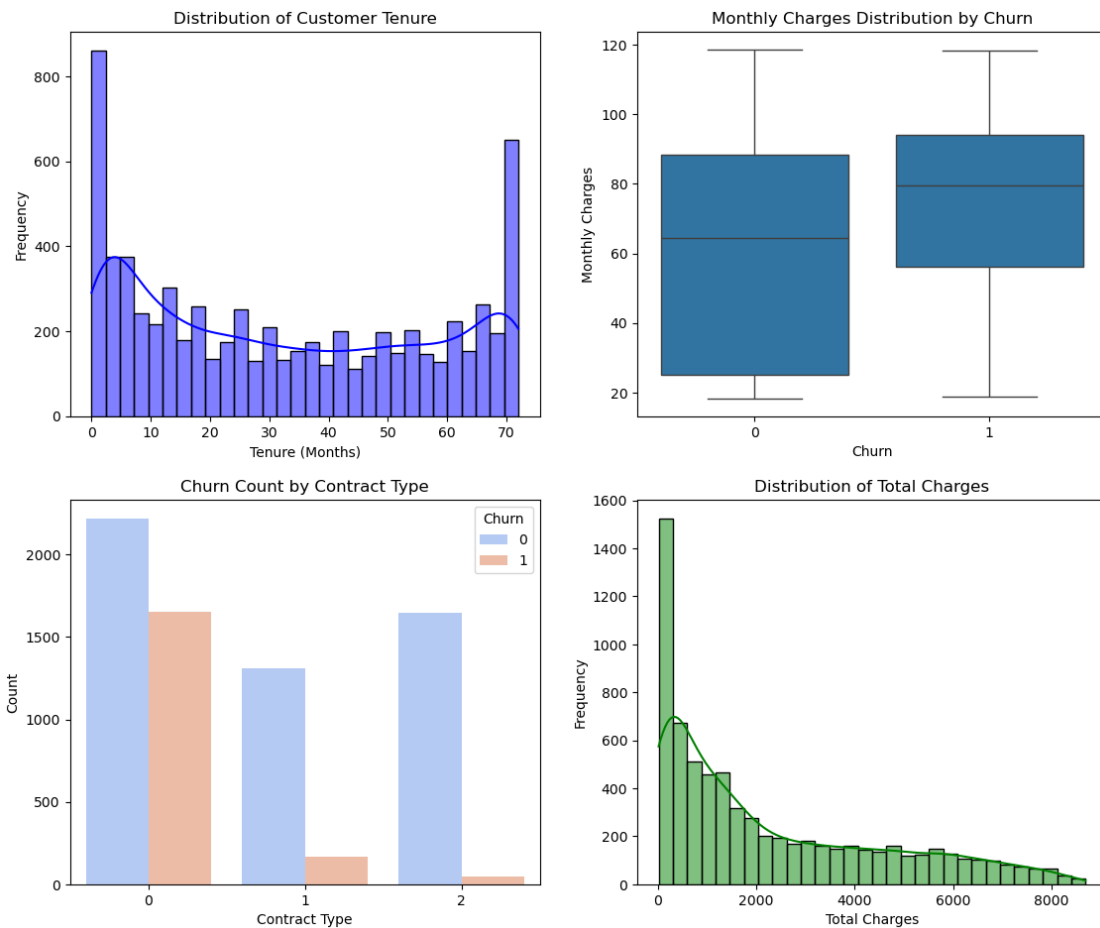 Distribution of Customer Tenure
800
600
400
200
0
Frequency
0 10 20 30 40 50 60 70
Tenure (Months)
Monthly Charges Distribution by Churn
120
100
80
60
40
20
Monthly Charges
0 1
Churn
Churn Count by Contract Type
Churn
0
1
2000
1500
1000
500
0
Count
0 1 2
Contract Type
Distribution of Total Charges
1600
1400
1200
1000
800
600
400
200
0
Frequency
0 2000 4000 6000 8000
Total Charges